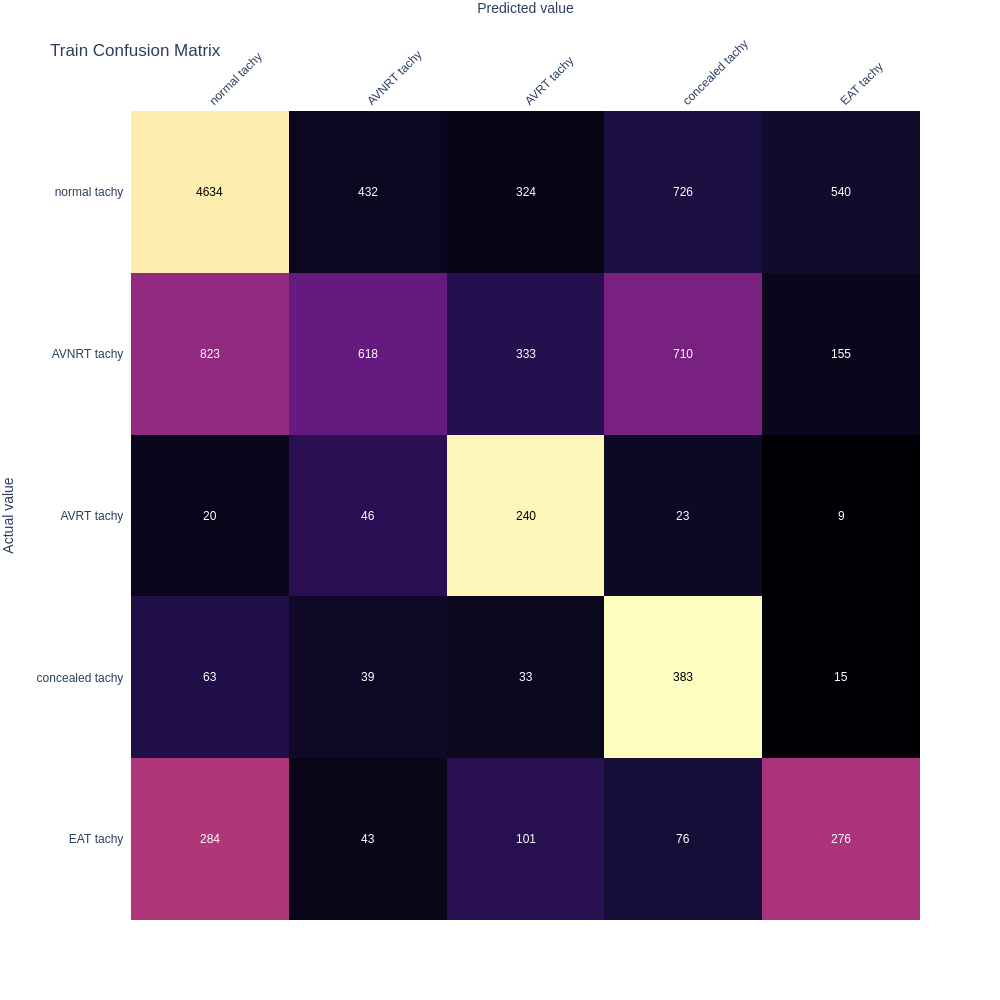 Predicted value
Train Confusion Matrix
normal tachy AVNRT tachy AVRT tachy concealed tachy EAT tachy
normal tachy 4634 432 324 726 540
AVNRT tachy 823 618 333 710 155
Actual value
AVRT tachy 20 46 240 23 9
concealed tachy 63 39 33 383 15
EAT tachy 284 43 101 76 276